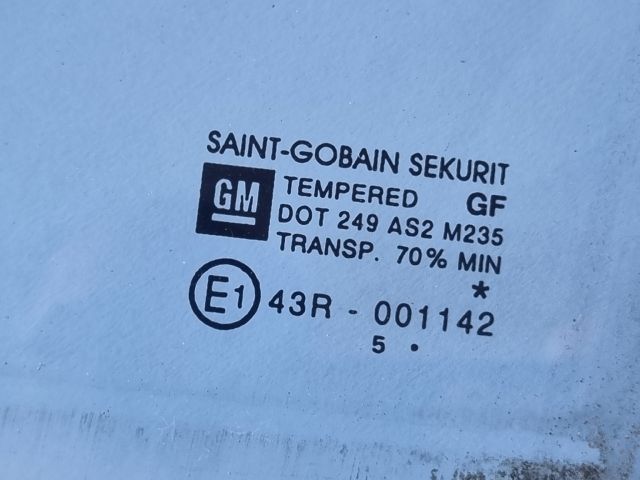 SAINT-GOBAIN SEKURIT
GM TEMPERED GF
DOT 249 AS2 M235
TRANSP. 70% MIN
*
E1 43R - 001142
5 .